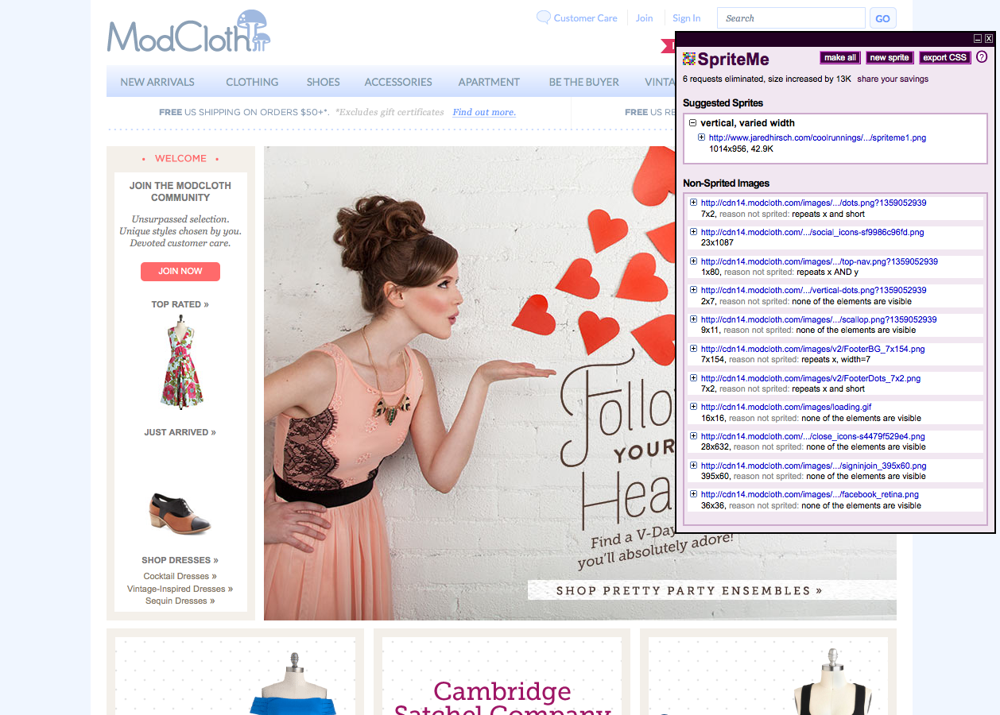 ModCloth
Customer Care
Join
Sign In
Search
GO
NEW ARRIVALS
CLOTHING
SHOES
ACCESSORIES
APARTMENT
BE THE BUYER
VINTA
FREE US SHIPPING ON ORDERS $50+*. *Excludes gift certificates Find out more.
FREE US RE
• WELCOME •
JOIN THE MODCLOTH
COMMUNITY
Unsurpassed selection.
Unique styles chosen by you.
Devoted customer care.
JOIN NOW
TOP RATED »
JUST ARRIVED »
SHOP DRESSES »
Cocktail Dresses »
Vintage-Inspired Dresses »
Sequin Dresses »
Follo
YOUR
Hea
Find a V-Day
you'll absolutely adore!
SHOP PRETTY PARTY ENSEMBLES »
Cambridge
Satchel Company
SpriteMe
make all
new sprite
export CSS
?
6 requests eliminated, size increased by 13K share your savings
Suggested Sprites
vertical, varied width
http://www.jaredhirsch.com/coolrunnings/.../spriteme1.png
1014x956, 42.9K
Non-Sprited Images
http://cdn14.modcloth.com/images/.../dots.png?1359052939
7x2, reason not sprited: repeats x and short
http://cdn14.modcloth.com/.../social_icons-sf9986c96fd.png
23x1087
http://cdn14.modcloth.com/images/.../top-nav.png?1359052939
1x80, reason not sprited: repeats x AND y
http://cdn14.modcloth.com/.../vertical-dots.png?1359052939
2x7, reason not sprited: none of the elements are visible
http://cdn14.modcloth.com/images/.../scallop.png?1359052939
9x11, reason not sprited: none of the elements are visible
http://cdn14.modcloth.com/images/v2/FooterBG_7x154.png
7x154, reason not sprited: repeats x, width=7
http://cdn14.modcloth.com/images/v2/FooterDots_7x2.png
7x2, reason not sprited: repeats x and short
http://cdn14.modcloth.com/images/loading.gif
16x16, reason not sprited: none of the elements are visible
http://cdn14.modcloth.com/.../close_icons-s4479f529e4.png
28x632, reason not sprited: none of the elements are visible
http://cdn14.modcloth.com/images/.../signinjoin_395x60.png
395x60, reason not sprited: none of the elements are visible
http://cdn14.modcloth.com/images/.../facebook_retina.png
36x36, reason not sprited: none of the elements are visible